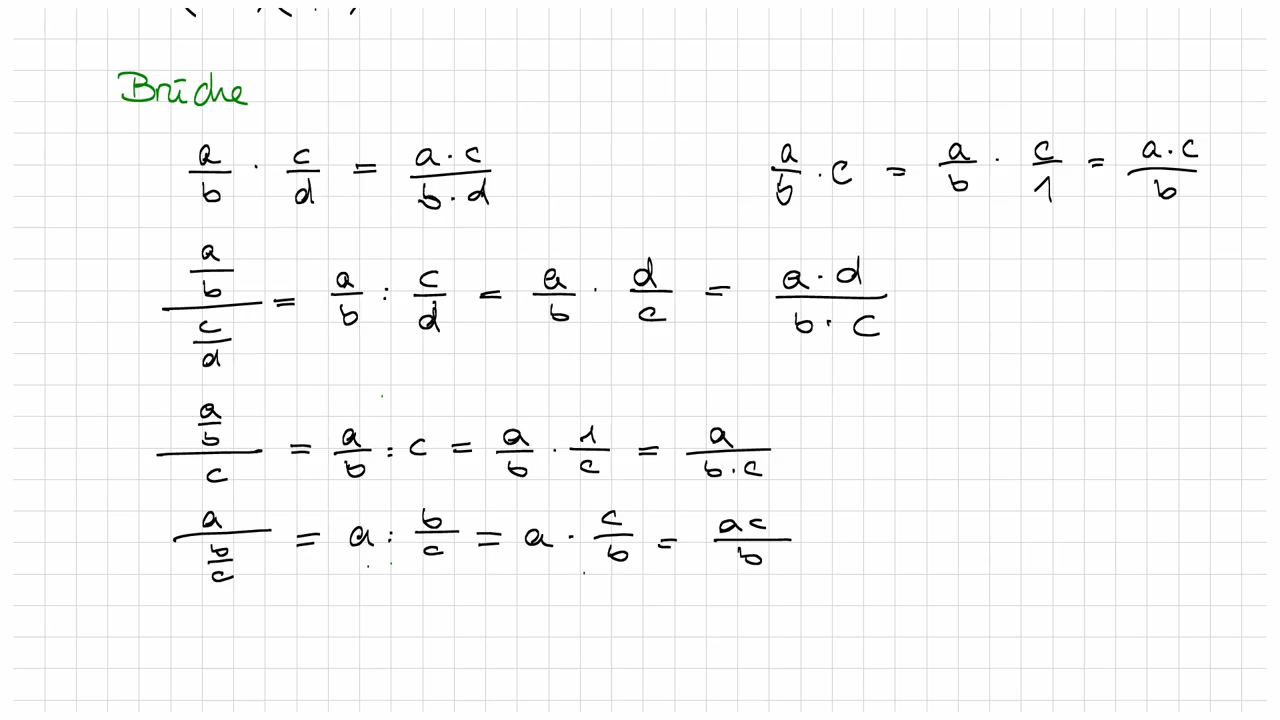 Brüche
a/b · c/d = (a · c)/(b · d)    a/b · c = a/b · c/1 = (a · c)/b
(a/b)/(c/d) = a/b : c/d = a/b · d/c = (a · d)/(b · c)
(a/b)/c = a/b : c = a/b · 1/c = a/(b · c)
a/(b/c) = a : b/c = a · c/b = ac/b